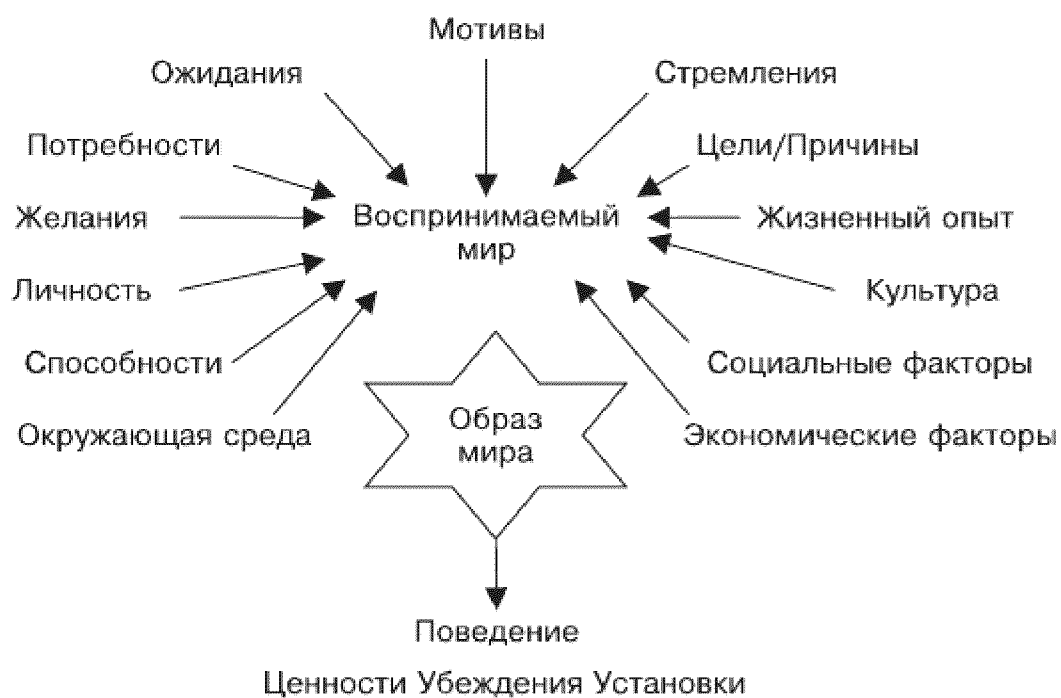 Мотивы
Ожидания
Стремления
Потребности
Цели/Причины
Желания
Воспринимаемый
мир
Жизненный опыт
Личность
Культура
Способности
Социальные факторы
Окружающая среда
Образ
мира
Экономические факторы
Поведение
Ценности Убеждения Установки